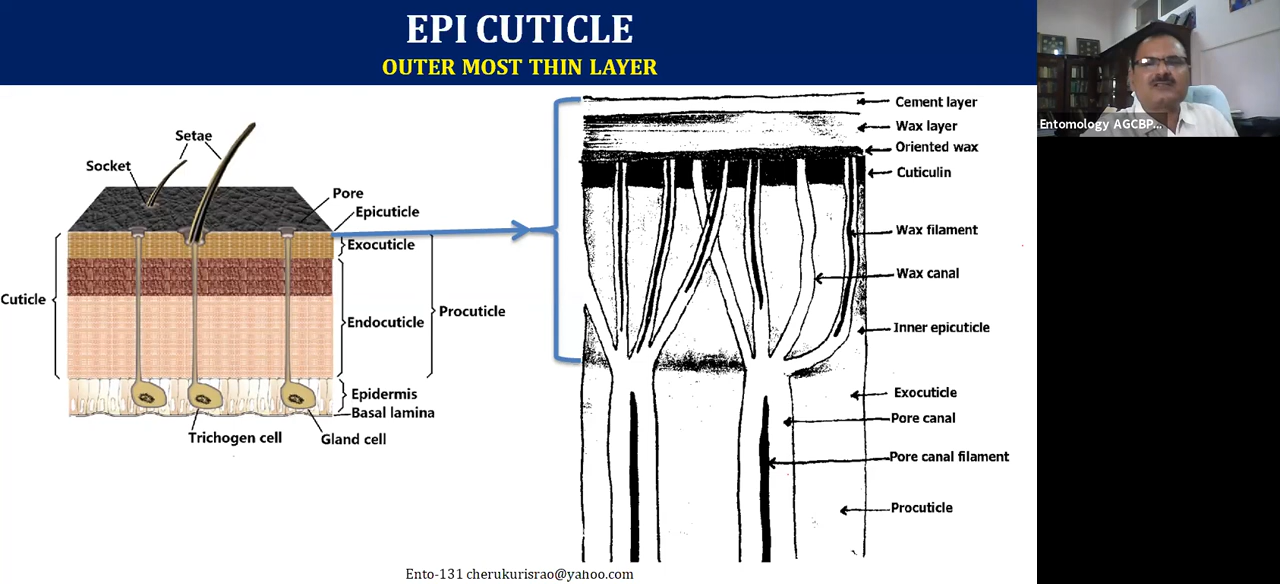 EPI CUTICLE
OUTER MOST THIN LAYER
Entomology AGCBP...
Setae
Socket
Pore
Epicuticle
Exocuticle
Cuticle
Endocuticle
Procuticle
Epidermis
Basal lamina
Trichogen cell
Gland cell
Cement layer
Wax layer
Oriented wax
Cuticulin
Wax filament
Wax canal
Inner epicuticle
Exocuticle
Pore canal
Pore canal filament
Procuticle
Ento-131 cherukurisrao@yahoo.com